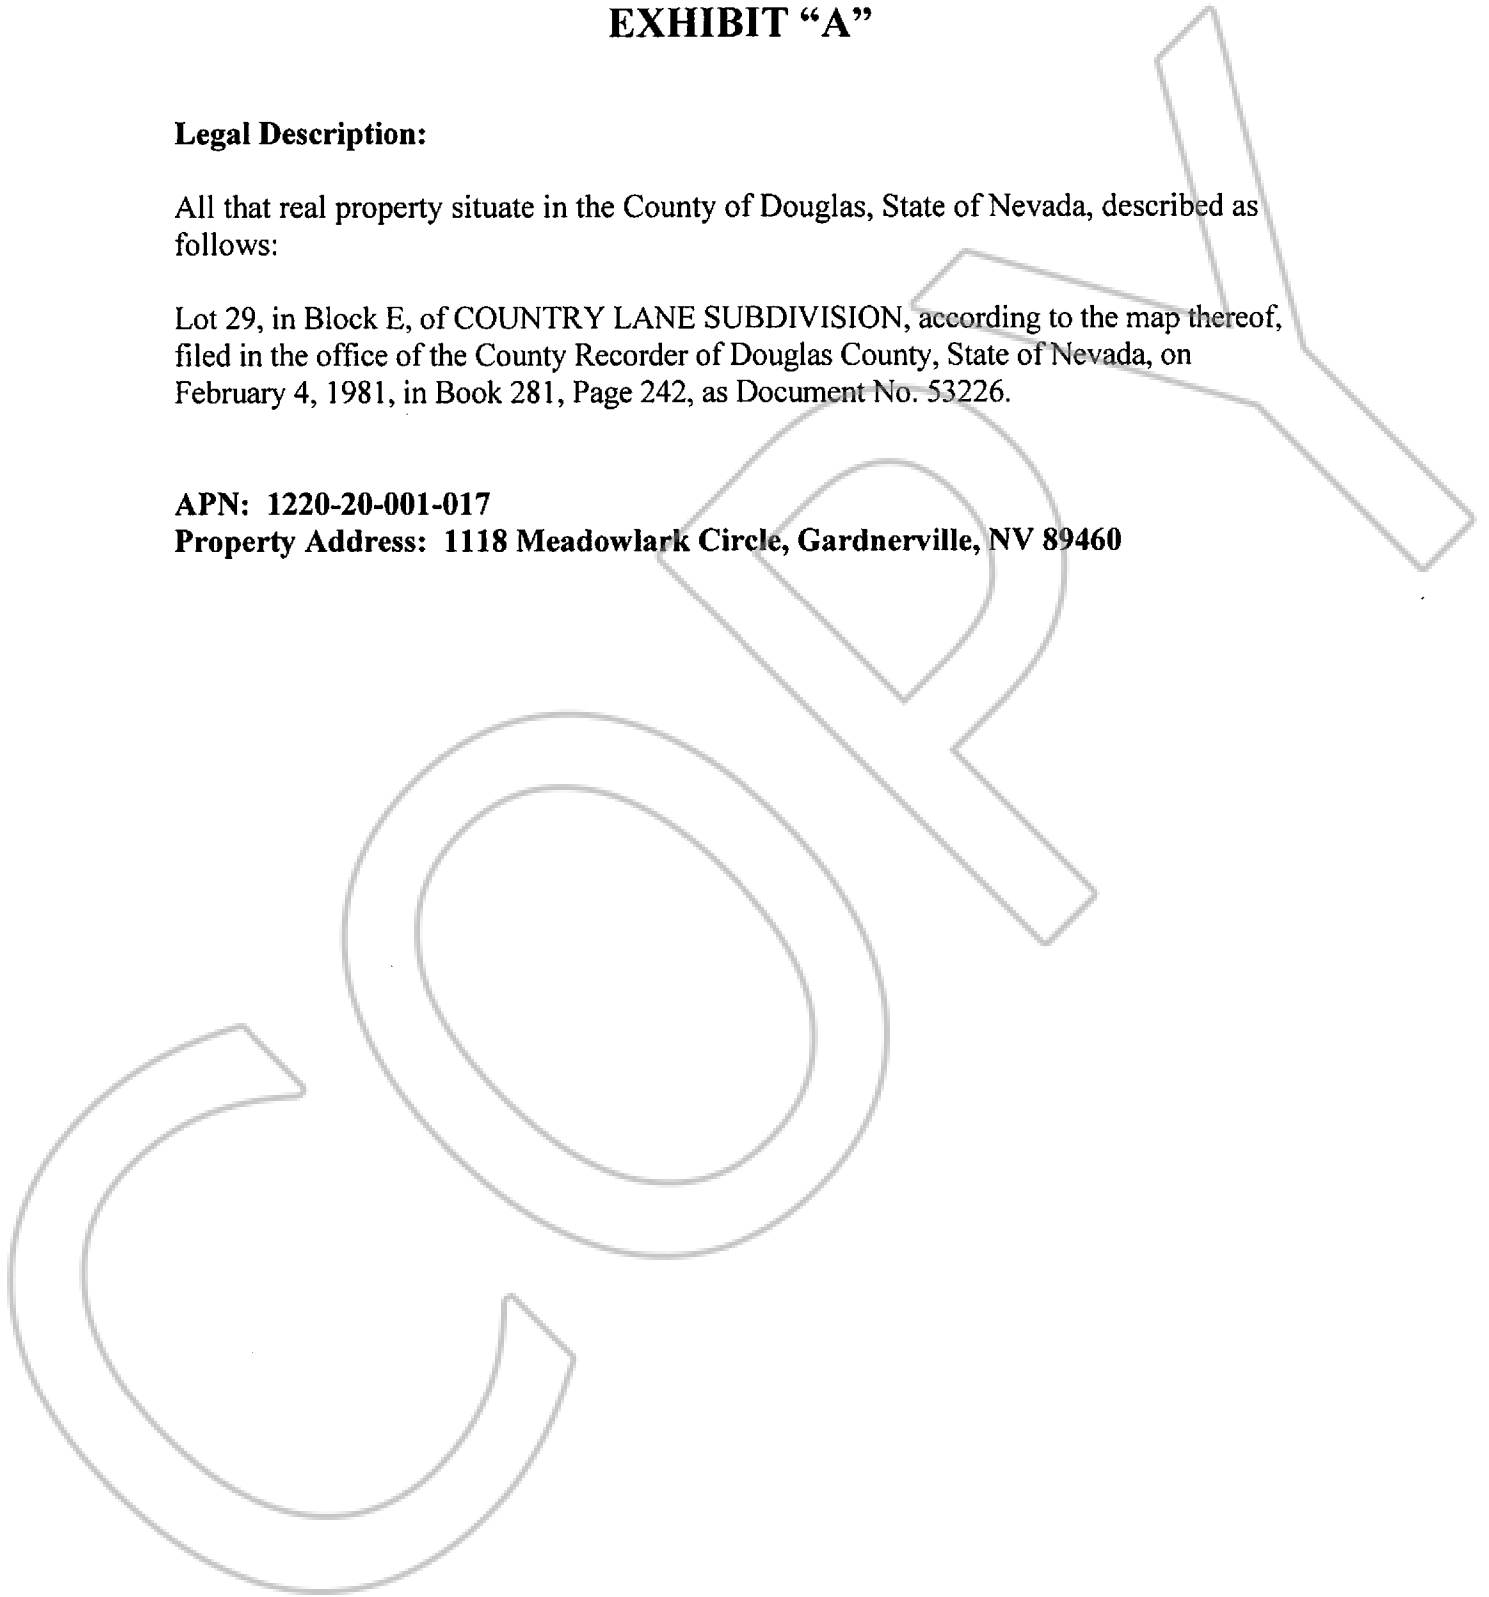 EXHIBIT “A”
Legal Description:
All that real property situate in the County of Douglas, State of Nevada, described as
follows:
Lot 29, in Block E, of COUNTRY LANE SUBDIVISION, according to the map thereof,
filed in the office of the County Recorder of Douglas County, State of Nevada, on
February 4, 1981, in Book 281, Page 242, as Document No. 53226.
APN: 1220-20-001-017
Property Address: 1118 Meadowlark Circle, Gardnerville, NV 89460
COPY